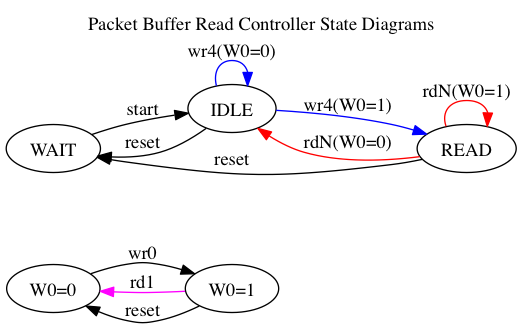 Packet Buffer Read Controller State Diagrams
wr4(W0=0)
rdN(W0=1)
start
IDLE
wr4(W0=1)
WAIT
reset
rdN(W0=0)
READ
reset
wr0
W0=0
rd1
W0=1
reset